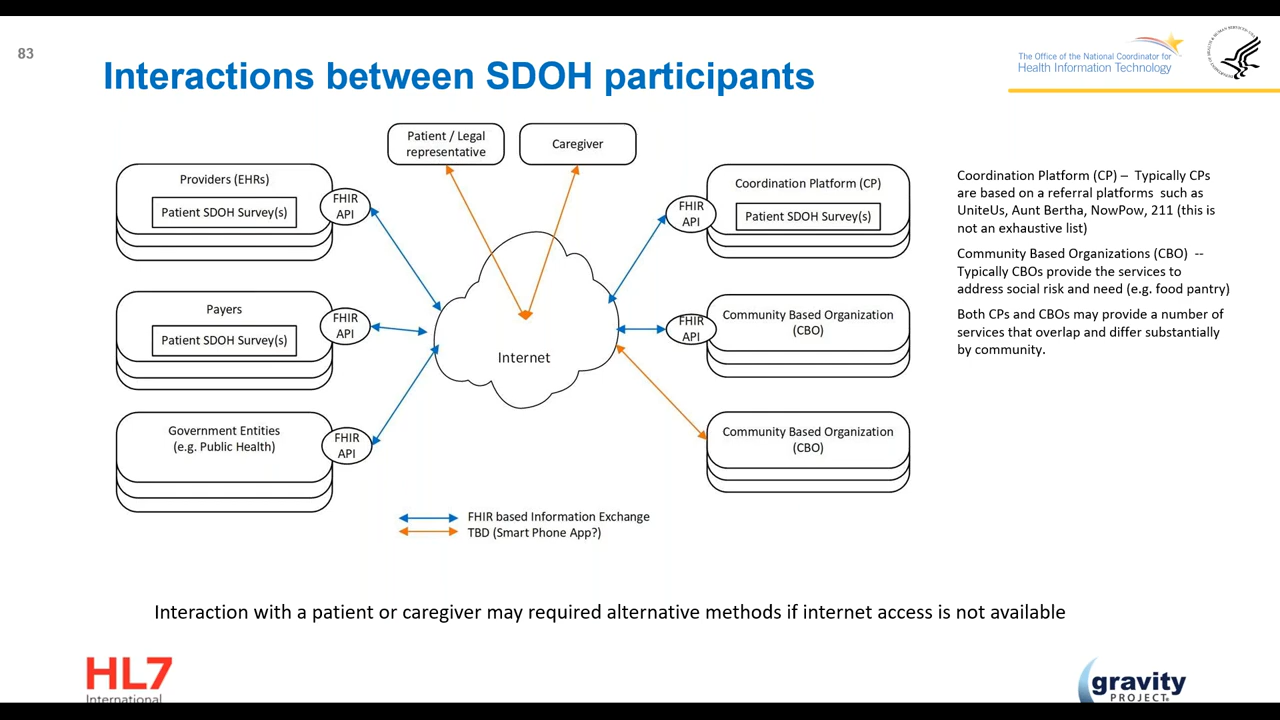 83
Interactions between SDOH participants
The Office of the National Coordinator for
Health Information Technology
Patient / Legal
representative
Caregiver
Providers (EHRs)
Patient SDOH Survey(s)
FHIR
API
Payers
Patient SDOH Survey(s)
FHIR
API
Government Entities
(e.g. Public Health)
FHIR
API
Internet
FHIR
API
Coordination Platform (CP)
Patient SDOH Survey(s)
FHIR
API
Community Based Organization
(CBO)
Community Based Organization
(CBO)
Coordination Platform (CP) – Typically CPs
are based on a referral platforms such as
UniteUs, Aunt Bertha, NowPow, 211 (this is
not an exhaustive list)
Community Based Organizations (CBO) --
Typically CBOs provide the services to
address social risk and need (e.g. food pantry)
Both CPs and CBOs may provide a number of
services that overlap and differ substantially
by community.
FHIR based Information Exchange
TBD (Smart Phone App?)
Interaction with a patient or caregiver may required alternative methods if internet access is not available
HL7
International
gravity
PROJECT